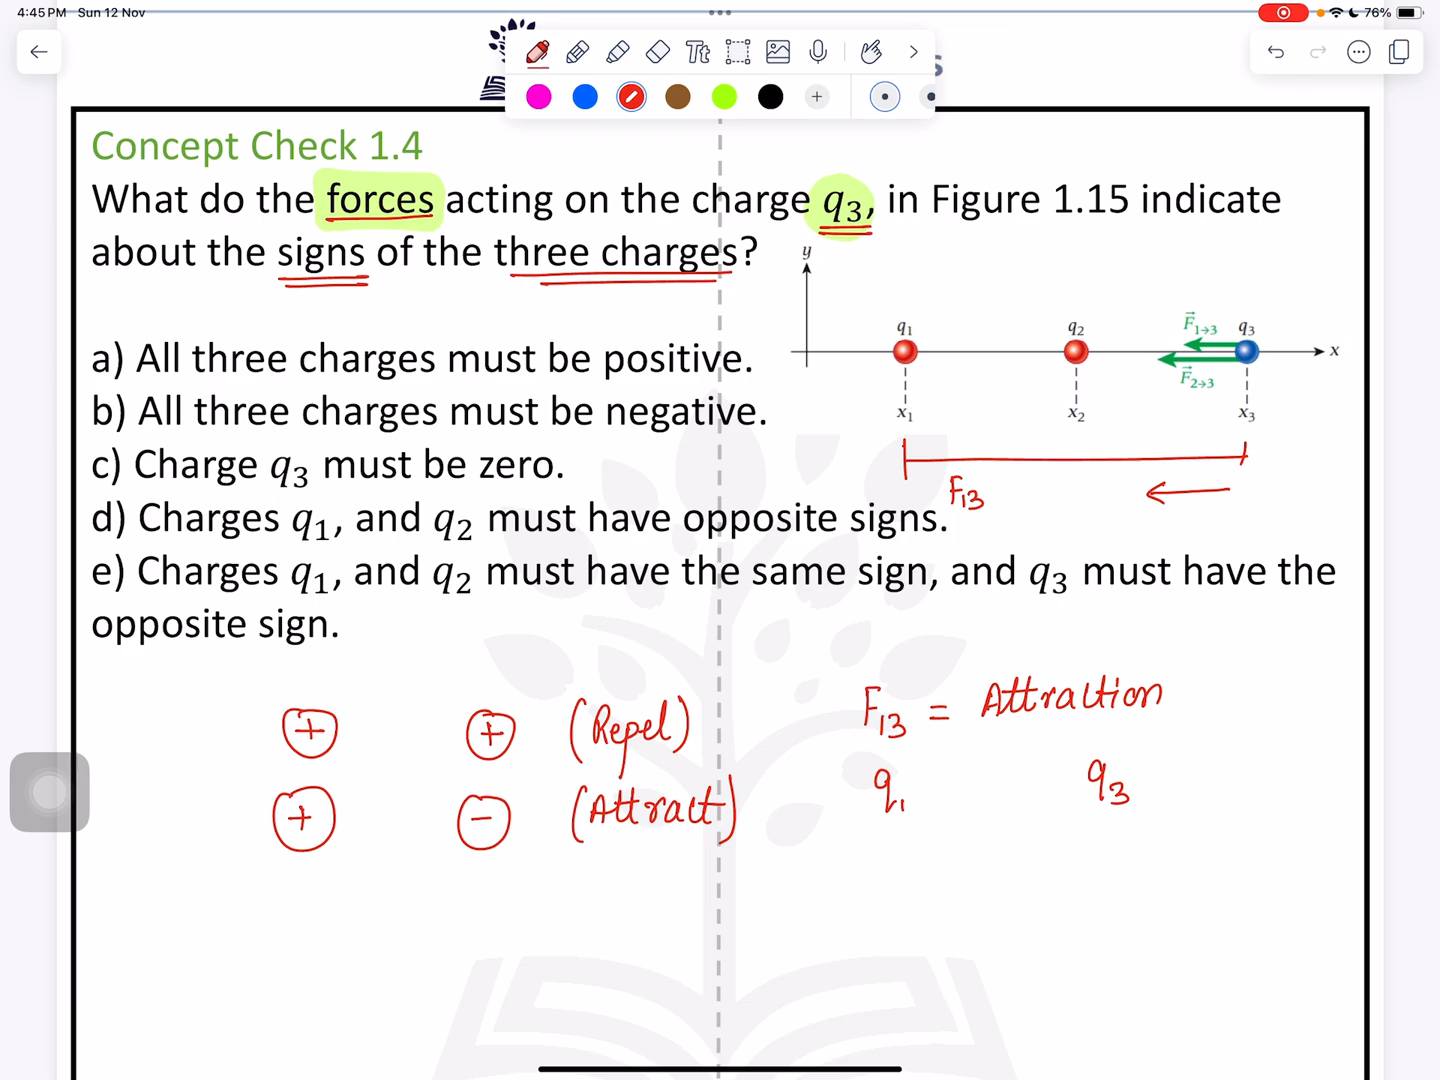 4:45 PM Sun 12 Nov
76%
Tt
s
Concept Check 1.4
What do the forces acting on the charge q₃, in Figure 1.15 indicate
about the signs of the three charges?
y
q₁ q₂ F⃗₁→₃ q₃
x
F⃗₂→₃
x₁ x₂ x₃
a) All three charges must be positive.
b) All three charges must be negative.
c) Charge q₃ must be zero.
F₁₃
d) Charges q₁, and q₂ must have opposite signs.
e) Charges q₁, and q₂ must have the same sign, and q₃ must have the
opposite sign.
+ + (Repel)
+ − (Attract)
F₁₃ = Attraction
q₁ q₃